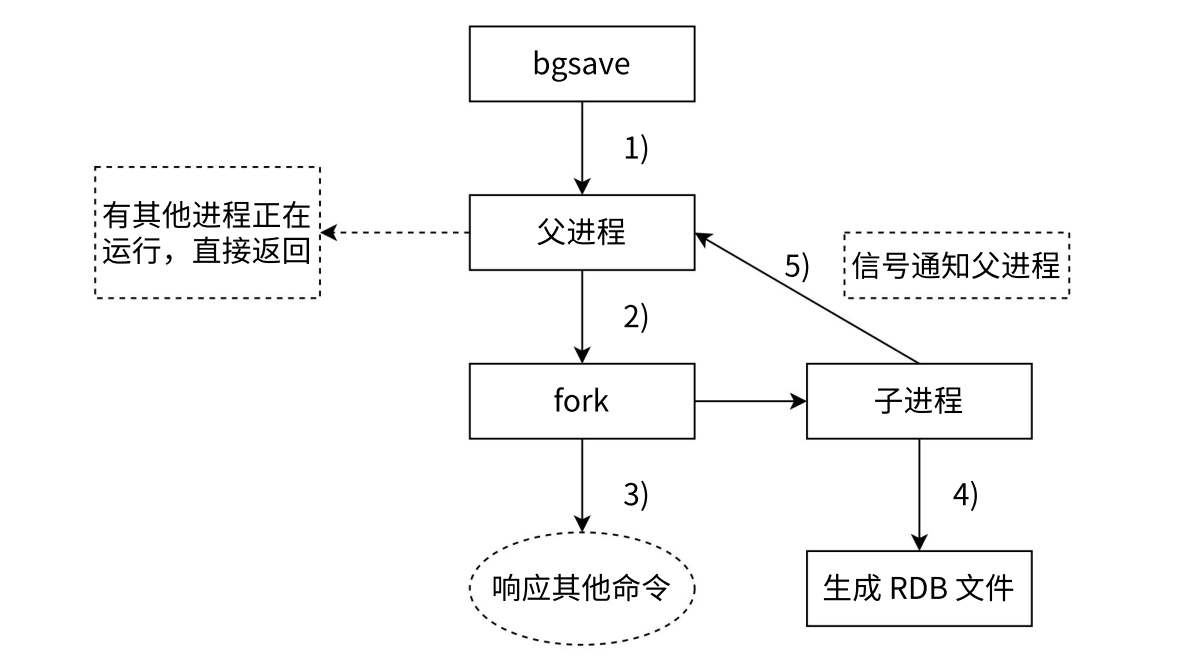 bgsave
1)
有其他进程正在
运行，直接返回
父进程
5)
信号通知父进程
2)
fork
子进程
3)
4)
响应其他命令
生成 RDB 文件